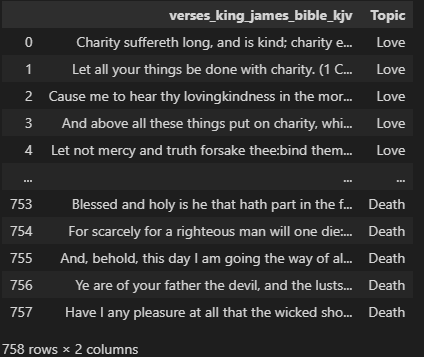 verses_king_james_bible_kjv Topic
0 Charity suffereth long, and is kind; charity e... Love
1 Let all your things be done with charity. (1 C... Love
2 Cause me to hear thy lovingkindness in the mor... Love
3 And above all these things put on charity, whi... Love
4 Let not mercy and truth forsake thee:bind them... Love
... ... ...
753 Blessed and holy is he that hath part in the f... Death
754 For scarcely for a righteous man will one die:... Death
755 And, behold, this day I am going the way of al... Death
756 Ye are of your father the devil, and the lusts... Death
757 Have I any pleasure at all that the wicked sho... Death
758 rows × 2 columns